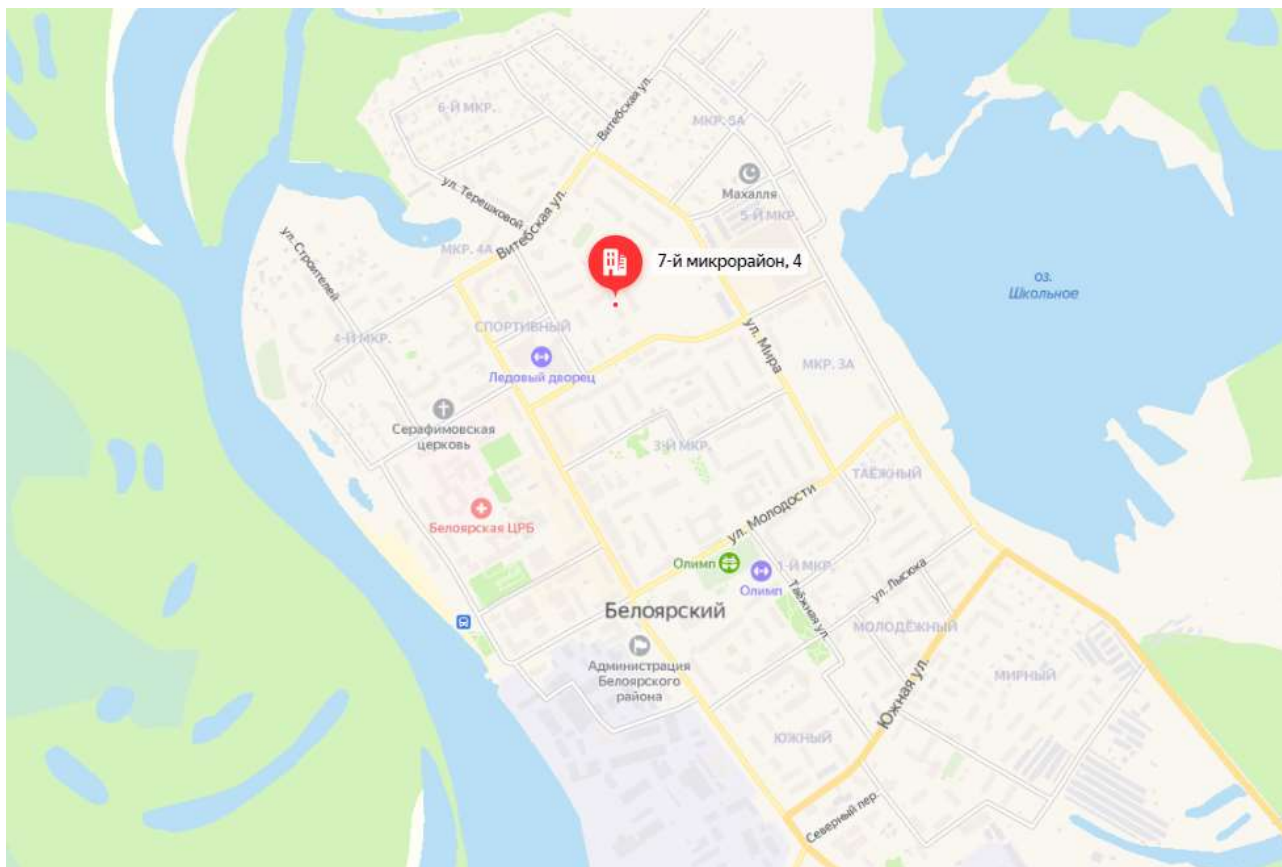 6-Й МКР.
Витебская ул.
МКР. 5А
Махалля
5-Й МКР.
ул. Терешковой
Витебская ул.
МКР. 4А
ул. Строителей
7-й микрорайон, 4
оз.
Школьное
4-Й МКР.
СПОРТИВНЫЙ
Ледовый дворец
ул. Мира
МКР. 3А
Серафимовская
церковь
3-Й МКР.
ТАЁЖНЫЙ
Белоярская ЦРБ
ул. Молодости
Олимп
Олимп
1-Й МКР.
Таёжная ул.
ул. Лысюка
Белоярский
МОЛОДЁЖНЫЙ
Администрация
Белоярского
района
МИРНЫЙ
Южная ул.
ЮЖНЫЙ
Северный пер.